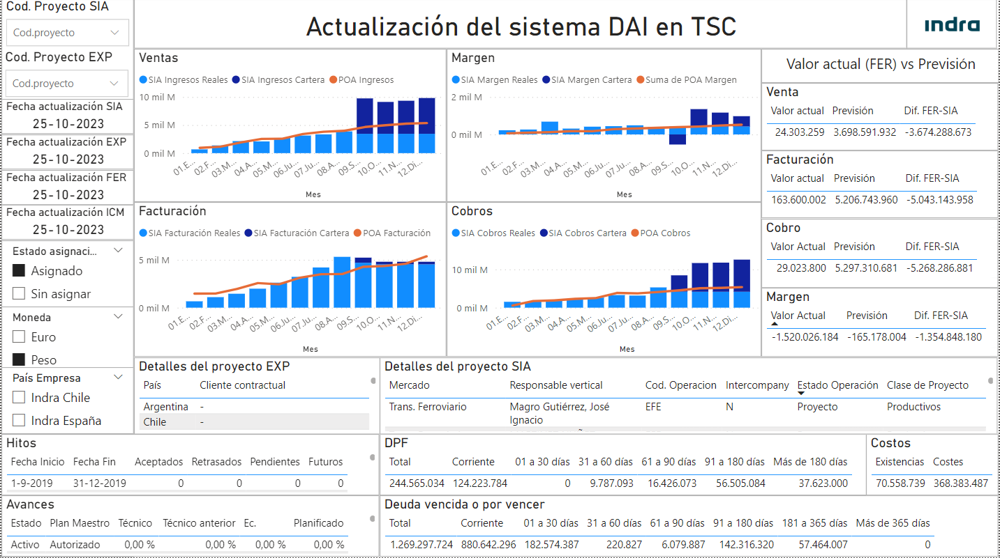 Cod. Proyecto SIA
Cod.proyecto
Cod. Proyecto EXP
Cod.proyecto
Fecha actualización SIA
25-10-2023
Fecha actualización EXP
25-10-2023
Fecha actualización FER
25-10-2023
Fecha actualización ICM
25-10-2023
Estado asignaci...
Asignado
Sin asignar
Moneda
Euro
Peso
País Empresa
Indra Chile
Indra España
Actualización del sistema DAI en TSC
indra
Ventas
SIA Ingresos Reales SIA Ingresos Cartera POA Ingresos
10 mil M
5 mil M
0 mil M
01.E... 02.F... 03.M... 04.A... 05.M... 06.Ju... 07.Ju... 08.A... 09.S... 10.O... 11.N... 12.Di...
Mes
Margen
SIA Margen Reales SIA Margen Cartera Suma de POA Margen
2 mil M
0 mil M
01.E... 02.F... 03.M... 04.A... 05.M... 06.Ju... 07.Ju... 08.A... 09.S... 10.O... 11.N... 12.Di...
Mes
Facturación
SIA Facturación Reales SIA Facturación Cartera POA Facturación
5 mil M
0 mil M
01.E... 02.F... 03.M... 04.A... 05.M... 06.Ju... 07.Ju... 08.A... 09.S... 10.O... 11.N... 12.Di...
Mes
Cobros
SIA Cobros Reales SIA Cobros Cartera POA Cobros
10 mil M
0 mil M
01.E... 02.F... 03.M... 04.A... 05.M... 06.Ju... 07.Ju... 08.A... 09.S... 10.O... 11.N... 12.Di...
Mes
Valor actual (FER) vs Previsión
Venta
Valor actual Previsión Dif. FER-SIA
24.303.259 3.698.591.932 -3.674.288.673
Facturación
Valor actual Previsión Dif. FER-SIA
163.600.002 5.206.743.960 -5.043.143.958
Cobro
Valor Actual Previsión Dif. FER-SIA
29.023.800 5.297.310.681 -5.268.286.881
Margen
Valor Actual Previsión Dif. FER-SIA
-1.520.026.184 -165.178.004 -1.354.848.180
Detalles del proyecto EXP
País Cliente contractual
Argentina -
Chile -
Detalles del proyecto SIA
Mercado Responsable vertical Cod. Operacion Intercompany Estado Operación Clase de Proyecto
Trans. Ferroviario Magro Gutiérrez, José EFE N Proyecto Productivos
Ignacio
Hitos
Fecha Inicio Fecha Fin Aceptados Retrasados Pendientes Futuros
1-9-2019 31-12-2019 0 0 0 0
DPF
Total Corriente 01 a 30 días 31 a 60 días 61 a 90 días 91 a 180 días Más de 180 días
244.565.034 124.223.784 0 9.787.093 16.426.073 56.505.084 37.623.000
Costos
Existencias Costes
70.558.739 368.383.487
Avances
Estado Plan Maestro Técnico Técnico anterior Ec. Planificado
Activo Autorizado 0,00 % 0,00 % 0,00 % 0,00 %
Deuda vencida o por vencer
Total Corriente 01 a 30 días 31 a 60 días 61 a 90 días 91 a 180 días 181 a 365 días Más de 365 días
1.269.297.724 880.642.296 182.574.387 220.827 6.079.887 142.316.320 57.464.007 0